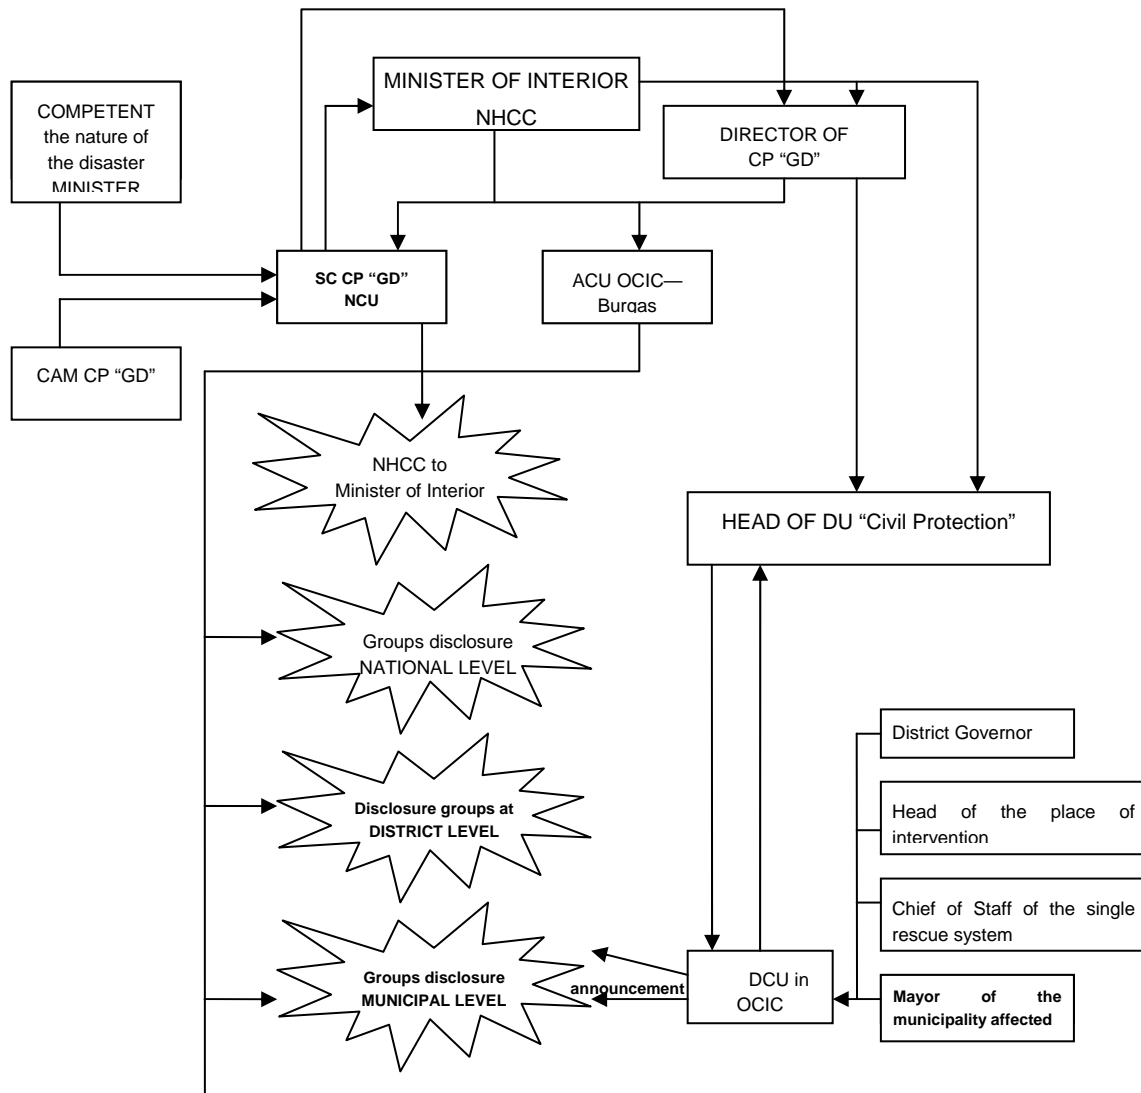 MINISTER OF INTERIOR
NHCC
COMPETENT
the nature of
the disaster
MINISTER
DIRECTOR OF
CP “GD”
SC CP “GD”
NCU
ACU OCIC—
Burgas
CAM CP “GD”
NHCC to
Minister of Interior
HEAD OF DU “Civil Protection”
Groups disclosure
NATIONAL LEVEL
District Governor
Disclosure groups at
DISTRICT LEVEL
Head of the place of
intervention
Chief of Staff of the single
rescue system
Groups disclosure
MUNICIPAL LEVEL
announcement
DCU in
OCIC
Mayor of the
municipality affected